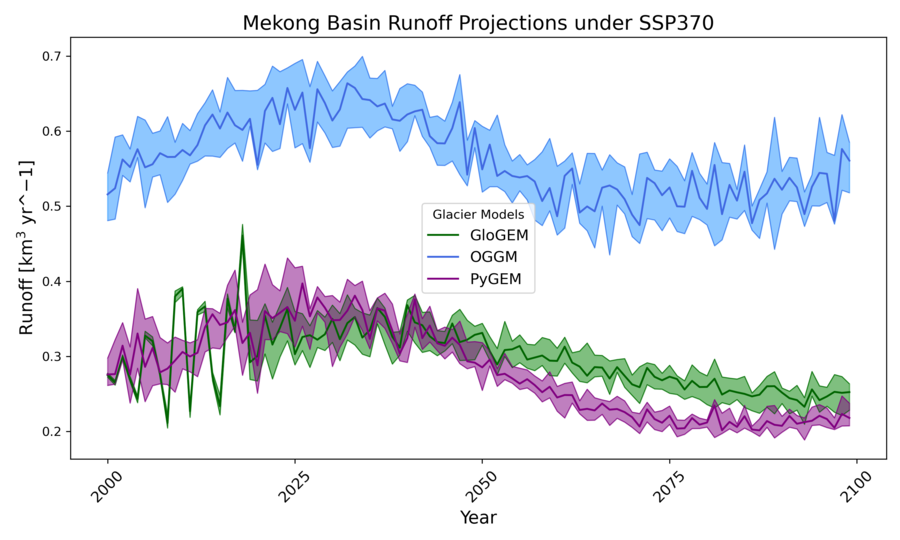 Mekong Basin Runoff Projections under SSP370
Runoff [km³ yr^−1]
0.7
0.6
0.5
0.4
0.3
0.2
Glacier Models
GloGEM
OGGM
PyGEM
2000
2025
2050
2075
2100
Year